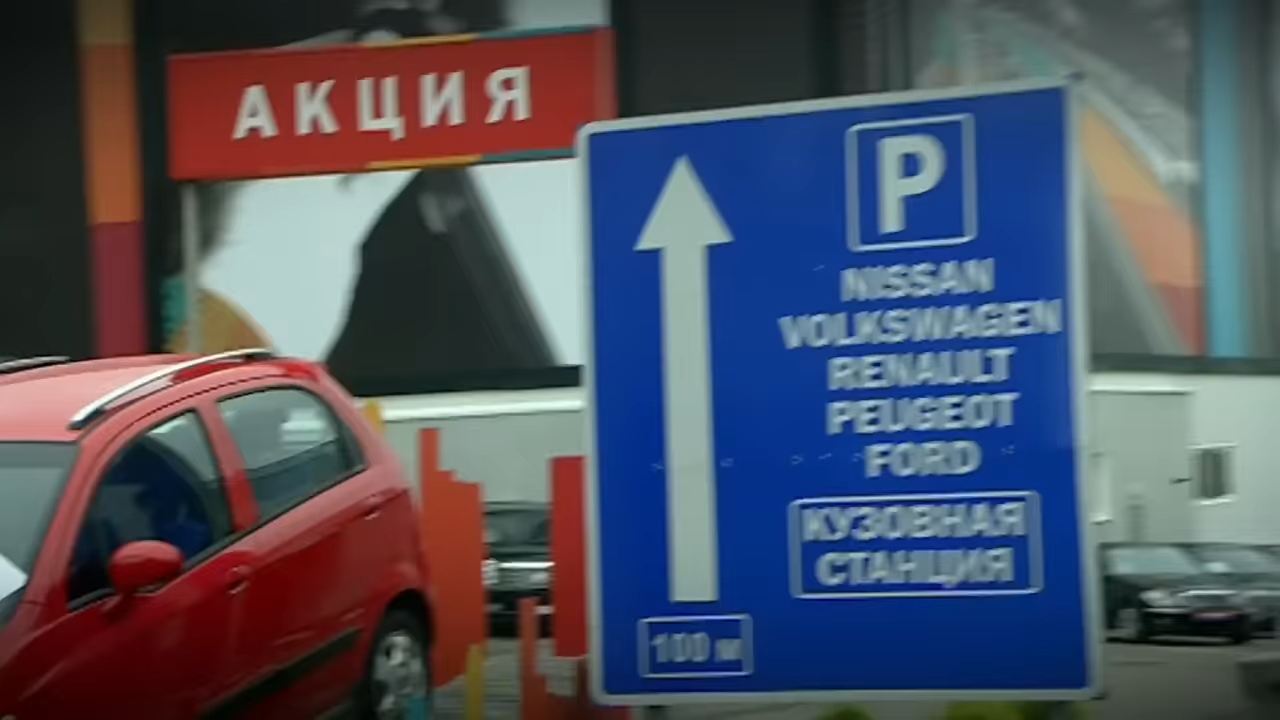 АКЦИЯ
P
NISSAN
VOLKSWAGEN
RENAULT
PEUGEOT
FORD
КУЗОВНАЯ
СТАНЦИЯ
100 м